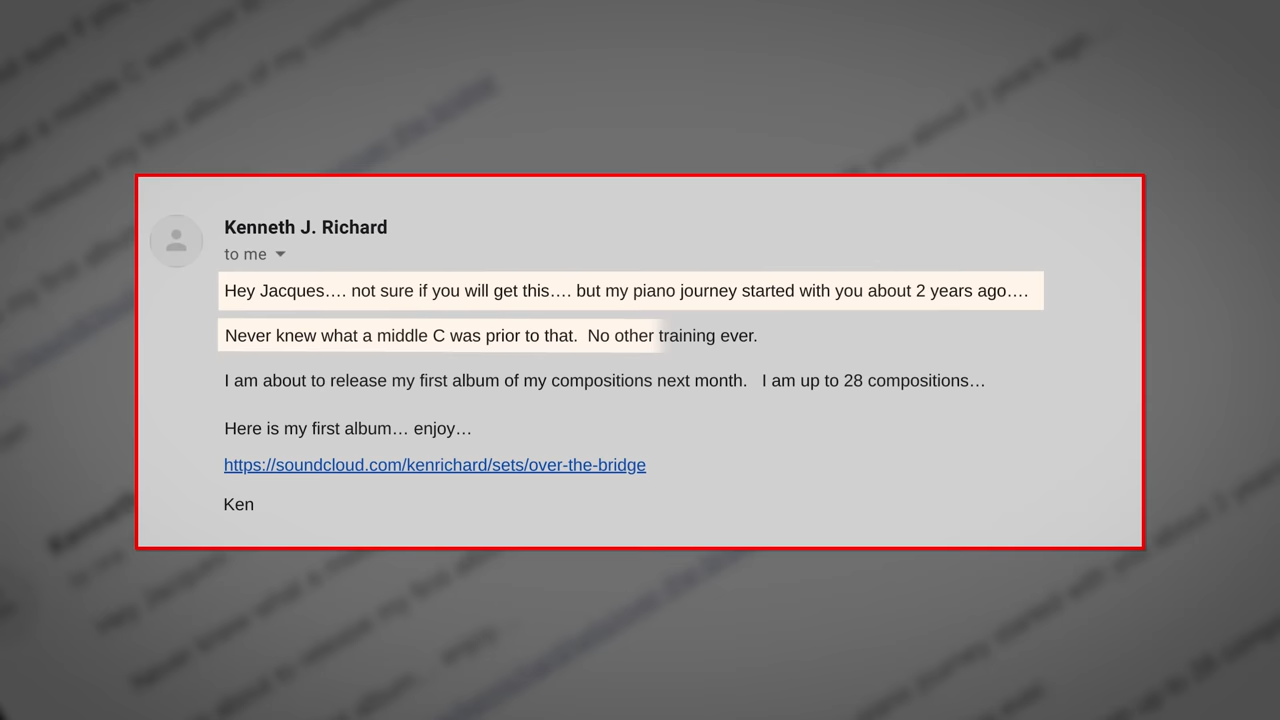 Kenneth J. Richard
to me
Hey Jacques…. not sure if you will get this…. but my piano journey started with you about 2 years ago….
Never knew what a middle C was prior to that.  No other training ever.
I am about to release my first album of my compositions next month.   I am up to 28 compositions…
Here is my first album… enjoy…
https://soundcloud.com/kenrichard/sets/over-the-bridge
Ken